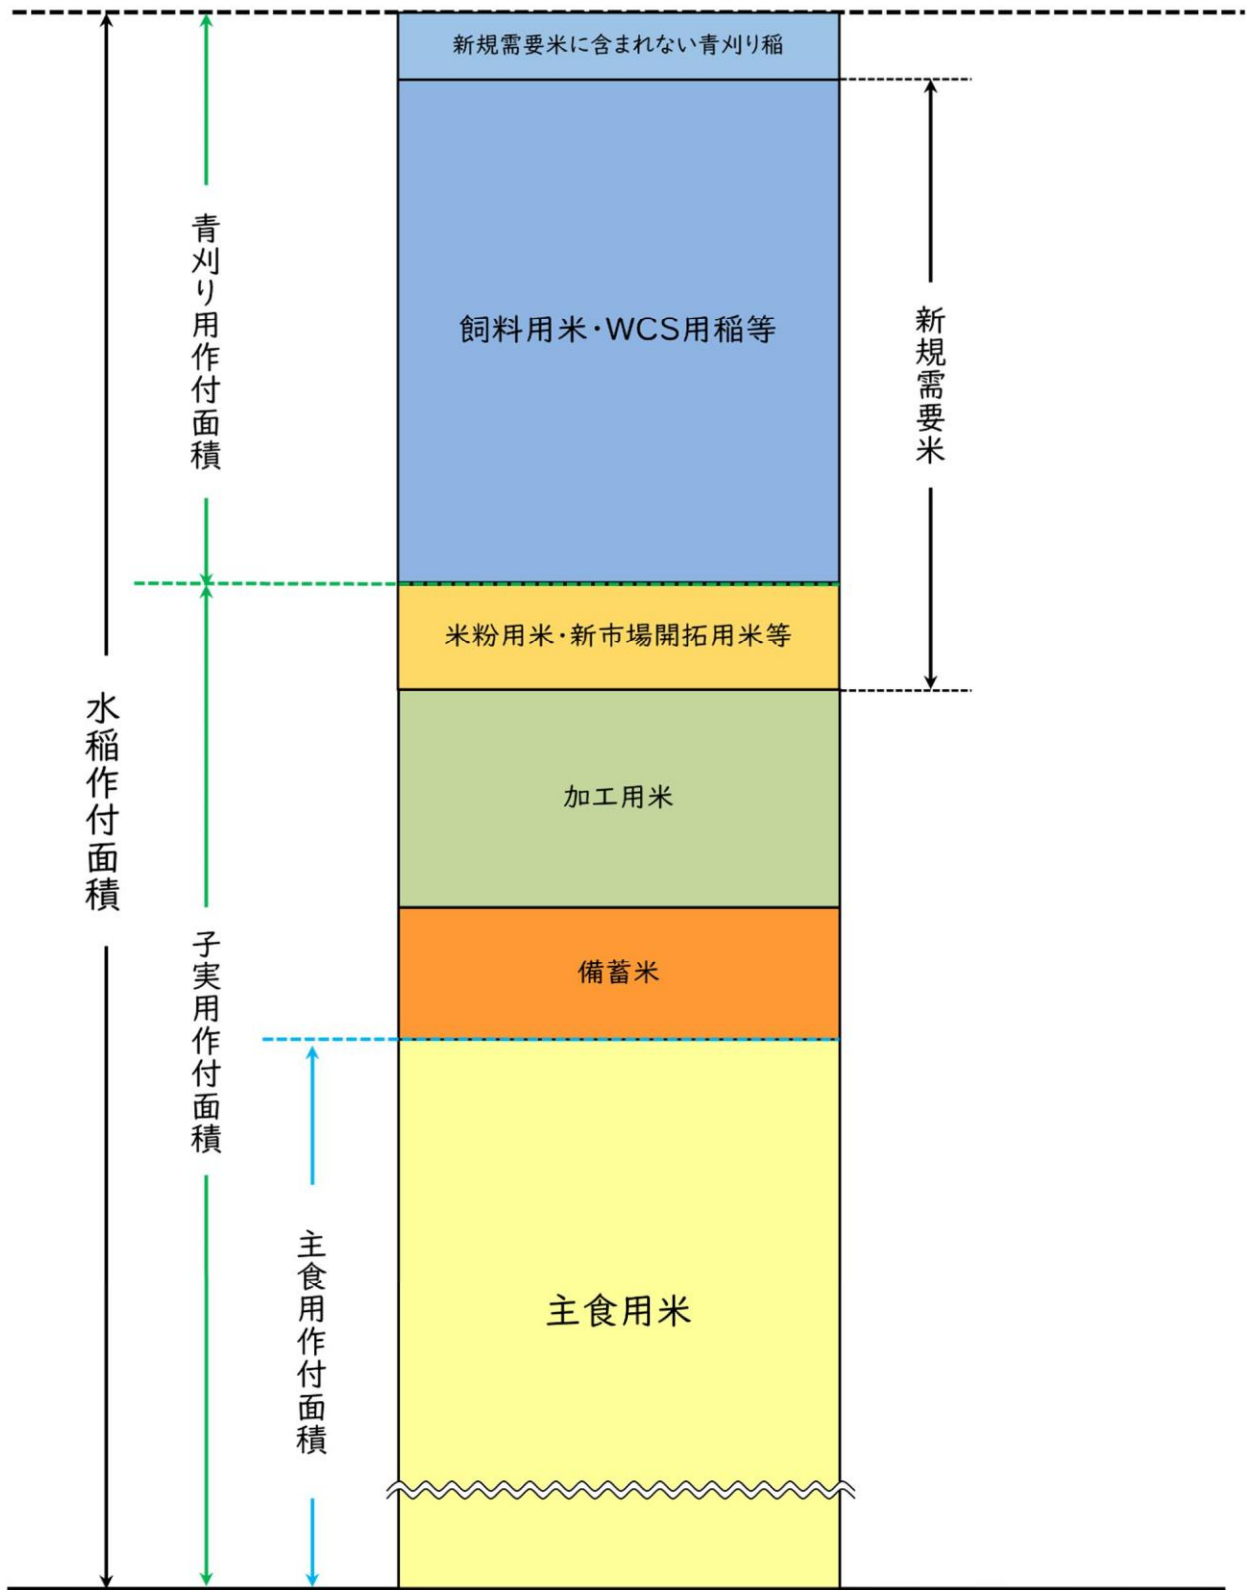 新規需要米に含まれない青刈り稲
飼料用米・WCS用稲等
米粉用米・新市場開拓用米等
加工用米
備蓄米
主食用米
水稲作付面積
青刈り用作付面積
子実用作付面積
主食用作付面積
新規需要米